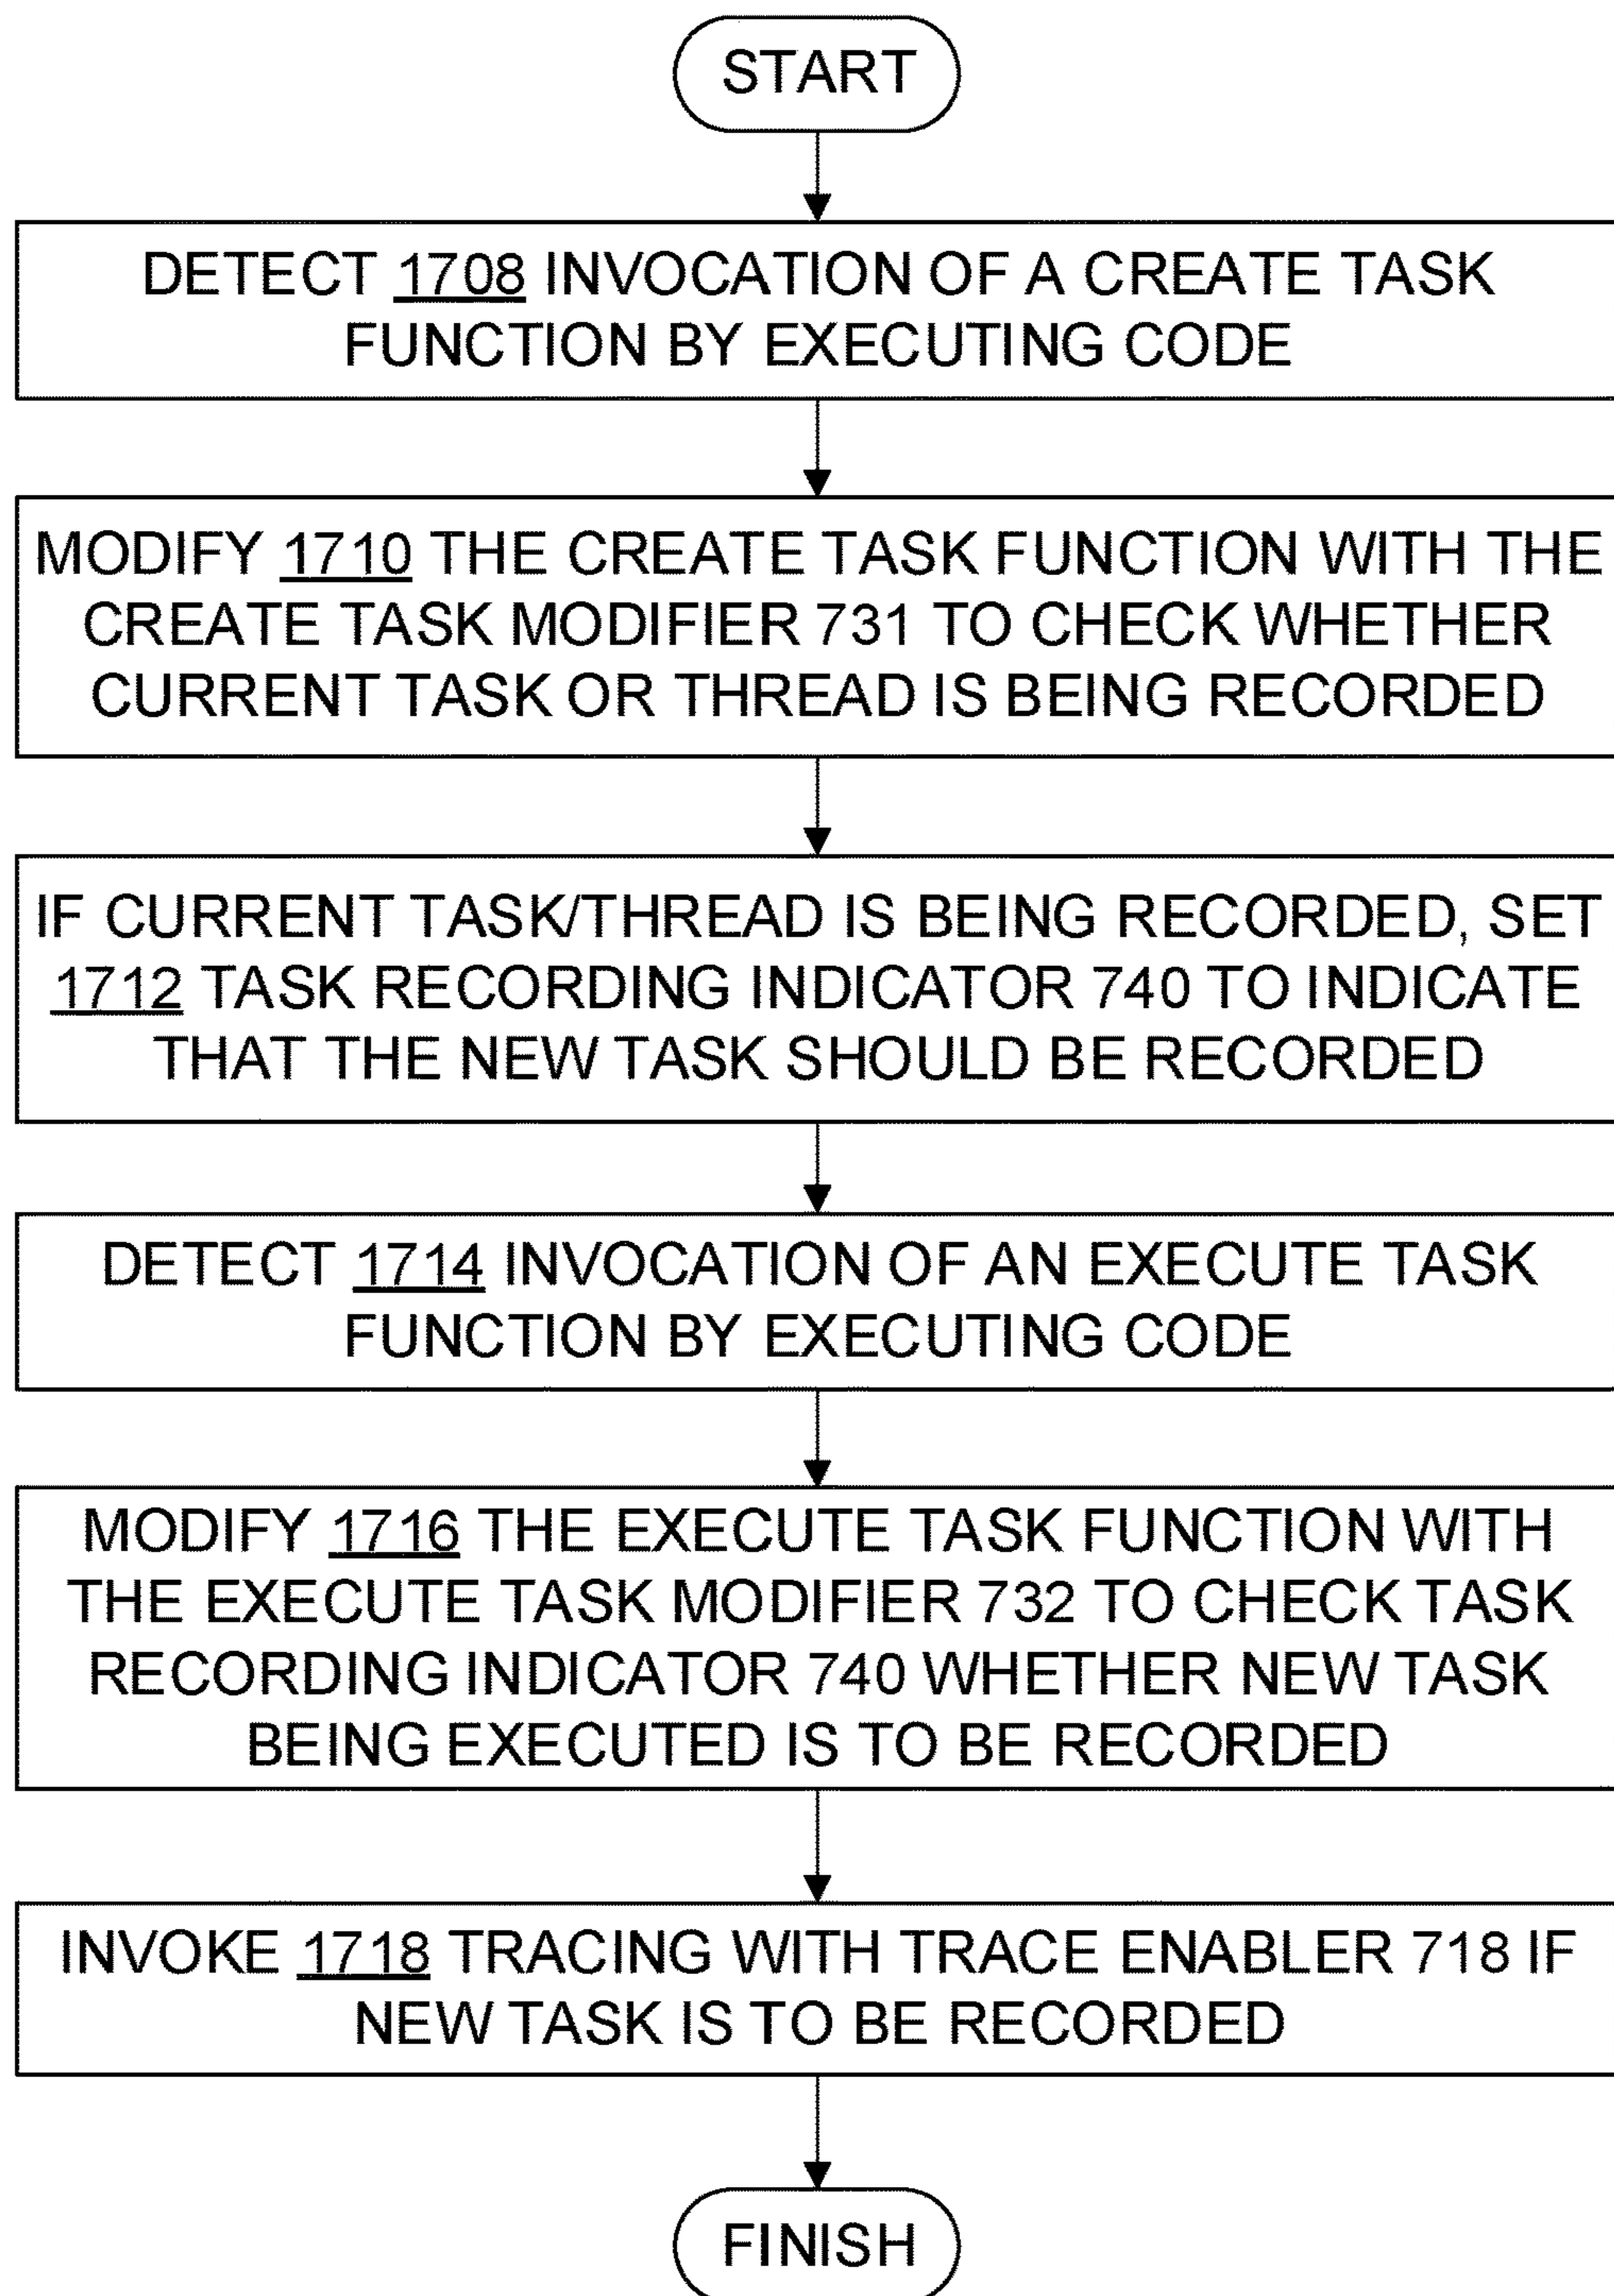 START
DETECT 1708 INVOCATION OF A CREATE TASK
FUNCTION BY EXECUTING CODE
MODIFY 1710 THE CREATE TASK FUNCTION WITH THE
CREATE TASK MODIFIER 731 TO CHECK WHETHER
CURRENT TASK OR THREAD IS BEING RECORDED
IF CURRENT TASK/THREAD IS BEING RECORDED, SET
1712 TASK RECORDING INDICATOR 740 TO INDICATE
THAT THE NEW TASK SHOULD BE RECORDED
DETECT 1714 INVOCATION OF AN EXECUTE TASK
FUNCTION BY EXECUTING CODE
MODIFY 1716 THE EXECUTE TASK FUNCTION WITH
THE EXECUTE TASK MODIFIER 732 TO CHECK TASK
RECORDING INDICATOR 740 WHETHER NEW TASK
BEING EXECUTED IS TO BE RECORDED
INVOKE 1718 TRACING WITH TRACE ENABLER 718 IF
NEW TASK IS TO BE RECORDED
FINISH